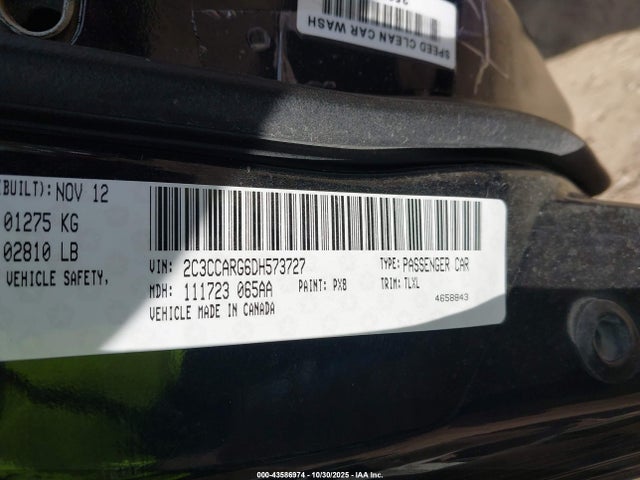 SPEED CLEAN CAR WASH
(BUILT): NOV 12
01275 KG
02810 LB
VEHICLE SAFETY,
VIN: 2C3CCARG6DH573727
TYPE: PASSENGER CAR
MDH: 111723 065AA
PAINT: PXB
TRIM: TLXL
VEHICLE MADE IN CANADA
4658843
000-43586974 | 10/30/2025 - IAA Inc.